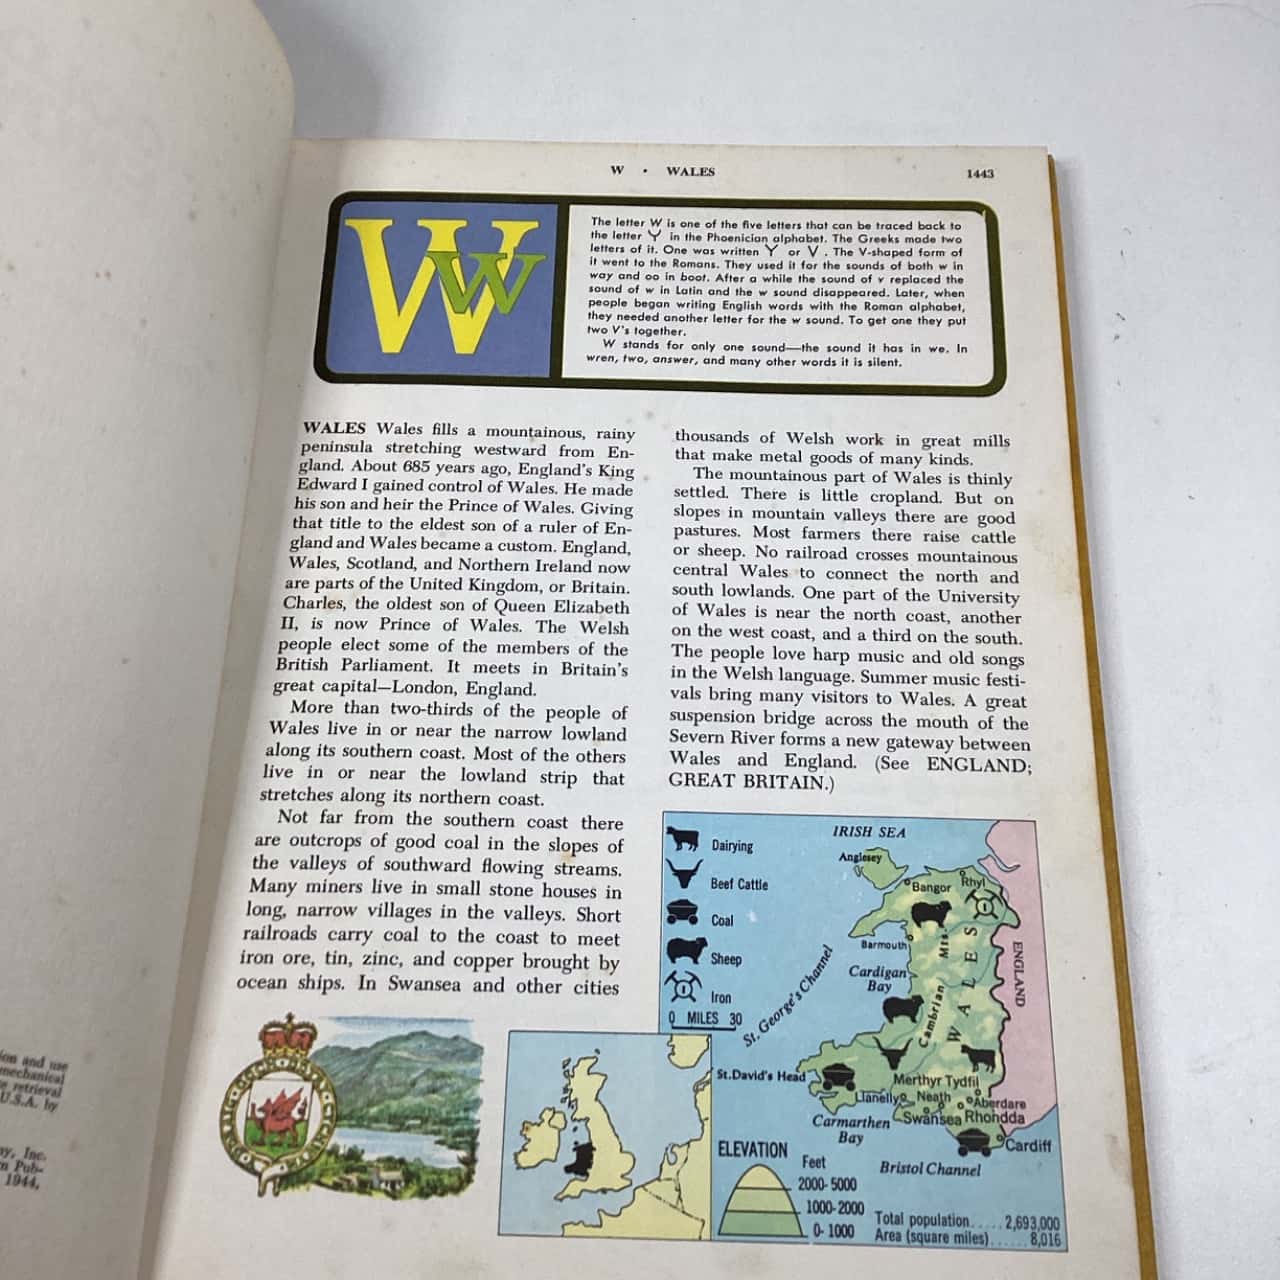 W • WALES 1443
W
W
The letter W is one of the five letters that can be traced back to
the letter Y in the Phoenician alphabet. The Greeks made two
letters of it. One was written Y or V. The V-shaped form of
it went to the Romans. They used it for the sounds of both w in
way and oo in boot. After a while the sound of v replaced the
sound of w in Latin and the w sound disappeared. Later, when
people began writing English words with the Roman alphabet,
they needed another letter for the w sound. To get one they put
two V's together.
W stands for only one sound—the sound it has in we. In
wren, two, answer, and many other words it is silent.
WALES Wales fills a mountainous, rainy
peninsula stretching westward from En-
gland. About 685 years ago, England's King
Edward I gained control of Wales. He made
his son and heir the Prince of Wales. Giving
that title to the eldest son of a ruler of En-
gland and Wales became a custom. England,
Wales, Scotland, and Northern Ireland now
are parts of the United Kingdom, or Britain.
Charles, the oldest son of Queen Elizabeth
II, is now Prince of Wales. The Welsh
people elect some of the members of the
British Parliament. It meets in Britain's
great capital—London, England.
More than two-thirds of the people of
Wales live in or near the narrow lowland
along its southern coast. Most of the others
live in or near the lowland strip that
stretches along its northern coast.
Not far from the southern coast there
are outcrops of good coal in the slopes of
the valleys of southward flowing streams.
Many miners live in small stone houses in
long, narrow villages in the valleys. Short
railroads carry coal to the coast to meet
iron ore, tin, zinc, and copper brought by
ocean ships. In Swansea and other cities
thousands of Welsh work in great mills
that make metal goods of many kinds.
The mountainous part of Wales is thinly
settled. There is little cropland. But on
slopes in mountain valleys there are good
pastures. Most farmers there raise cattle
or sheep. No railroad crosses mountainous
central Wales to connect the north and
south lowlands. One part of the University
of Wales is near the north coast, another
on the west coast, and a third on the south.
The people love harp music and old songs
in the Welsh language. Summer music festi-
vals bring many visitors to Wales. A great
suspension bridge across the mouth of the
Severn River forms a new gateway between
Wales and England. (See ENGLAND;
GREAT BRITAIN.)
Dairying
Beef Cattle
Coal
Sheep
Iron
0 MILES 30
IRISH SEA
Anglesey
Bangor
Rhyl
Barmouth
Cardigan
Bay
St. George's Channel
Cambrian Mts.
WALES
ENGLAND
St. David's Head
Merthyr Tydfil
Llanelly
Neath
Aberdare
Swansea
Rhondda
Carmarthen
Bay
Cardiff
Bristol Channel
ELEVATION
Feet
2000-5000
1000-2000
0-1000
Total population..... 2,693,000
Area (square miles)...... 8,016
ion and use
mechanical
retrieval
U.S.A. by
Inc.
Pub-
1944,